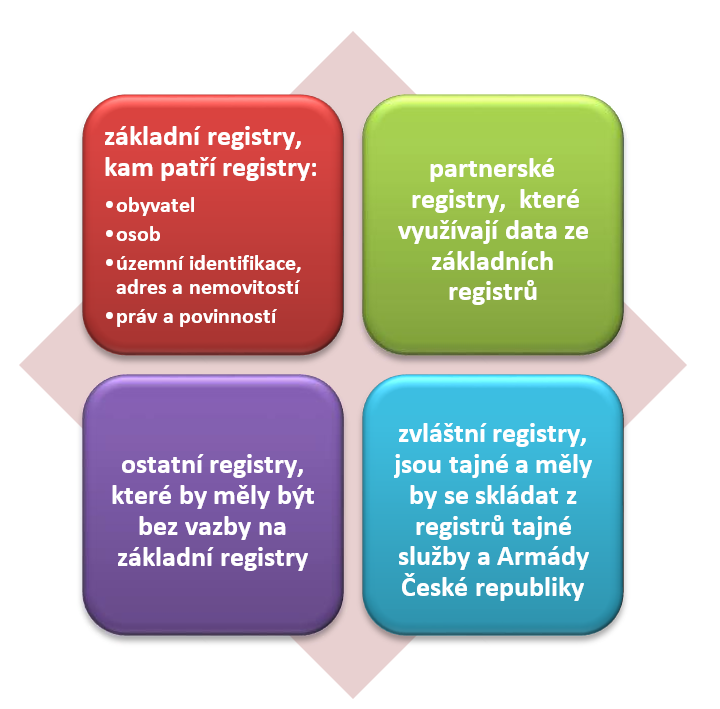 základní registry,
kam patří registry:
•obyvatel
•osob
•územní identifikace,
adres a nemovitostí
•práv a povinností
partnerské
registry, které
využívají data ze
základních
registrů
ostatní registry,
které by měly být
bez vazby na
základní registry
zvláštní registry,
jsou tajné a měly
by se skládat z
registrů tajné
služby a Armády
České republiky